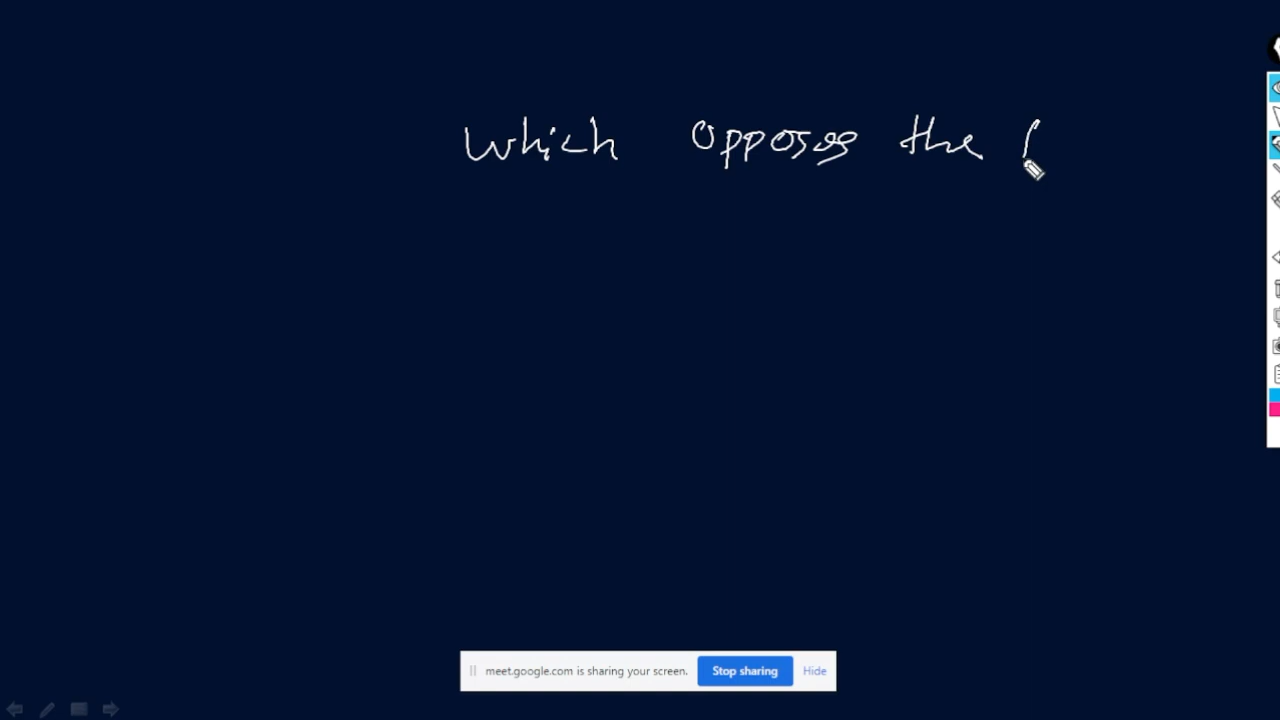 which opposes the
meet.google.com is sharing your screen. Stop sharing Hide